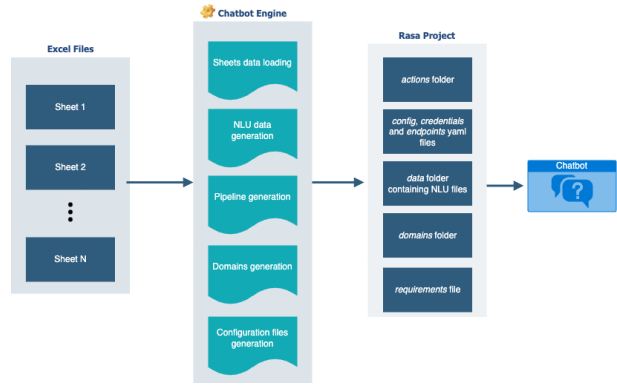 Excel Files
Sheet 1
Sheet 2
Sheet N
Chatbot Engine
Sheets data loading
NLU data
generation
Pipeline generation
Domains generation
Configuration files
generation
Rasa Project
actions folder
config, credentials
and endpoints yaml
files
data folder
containing NLU files
domains folder
requirements file
Chatbot
?